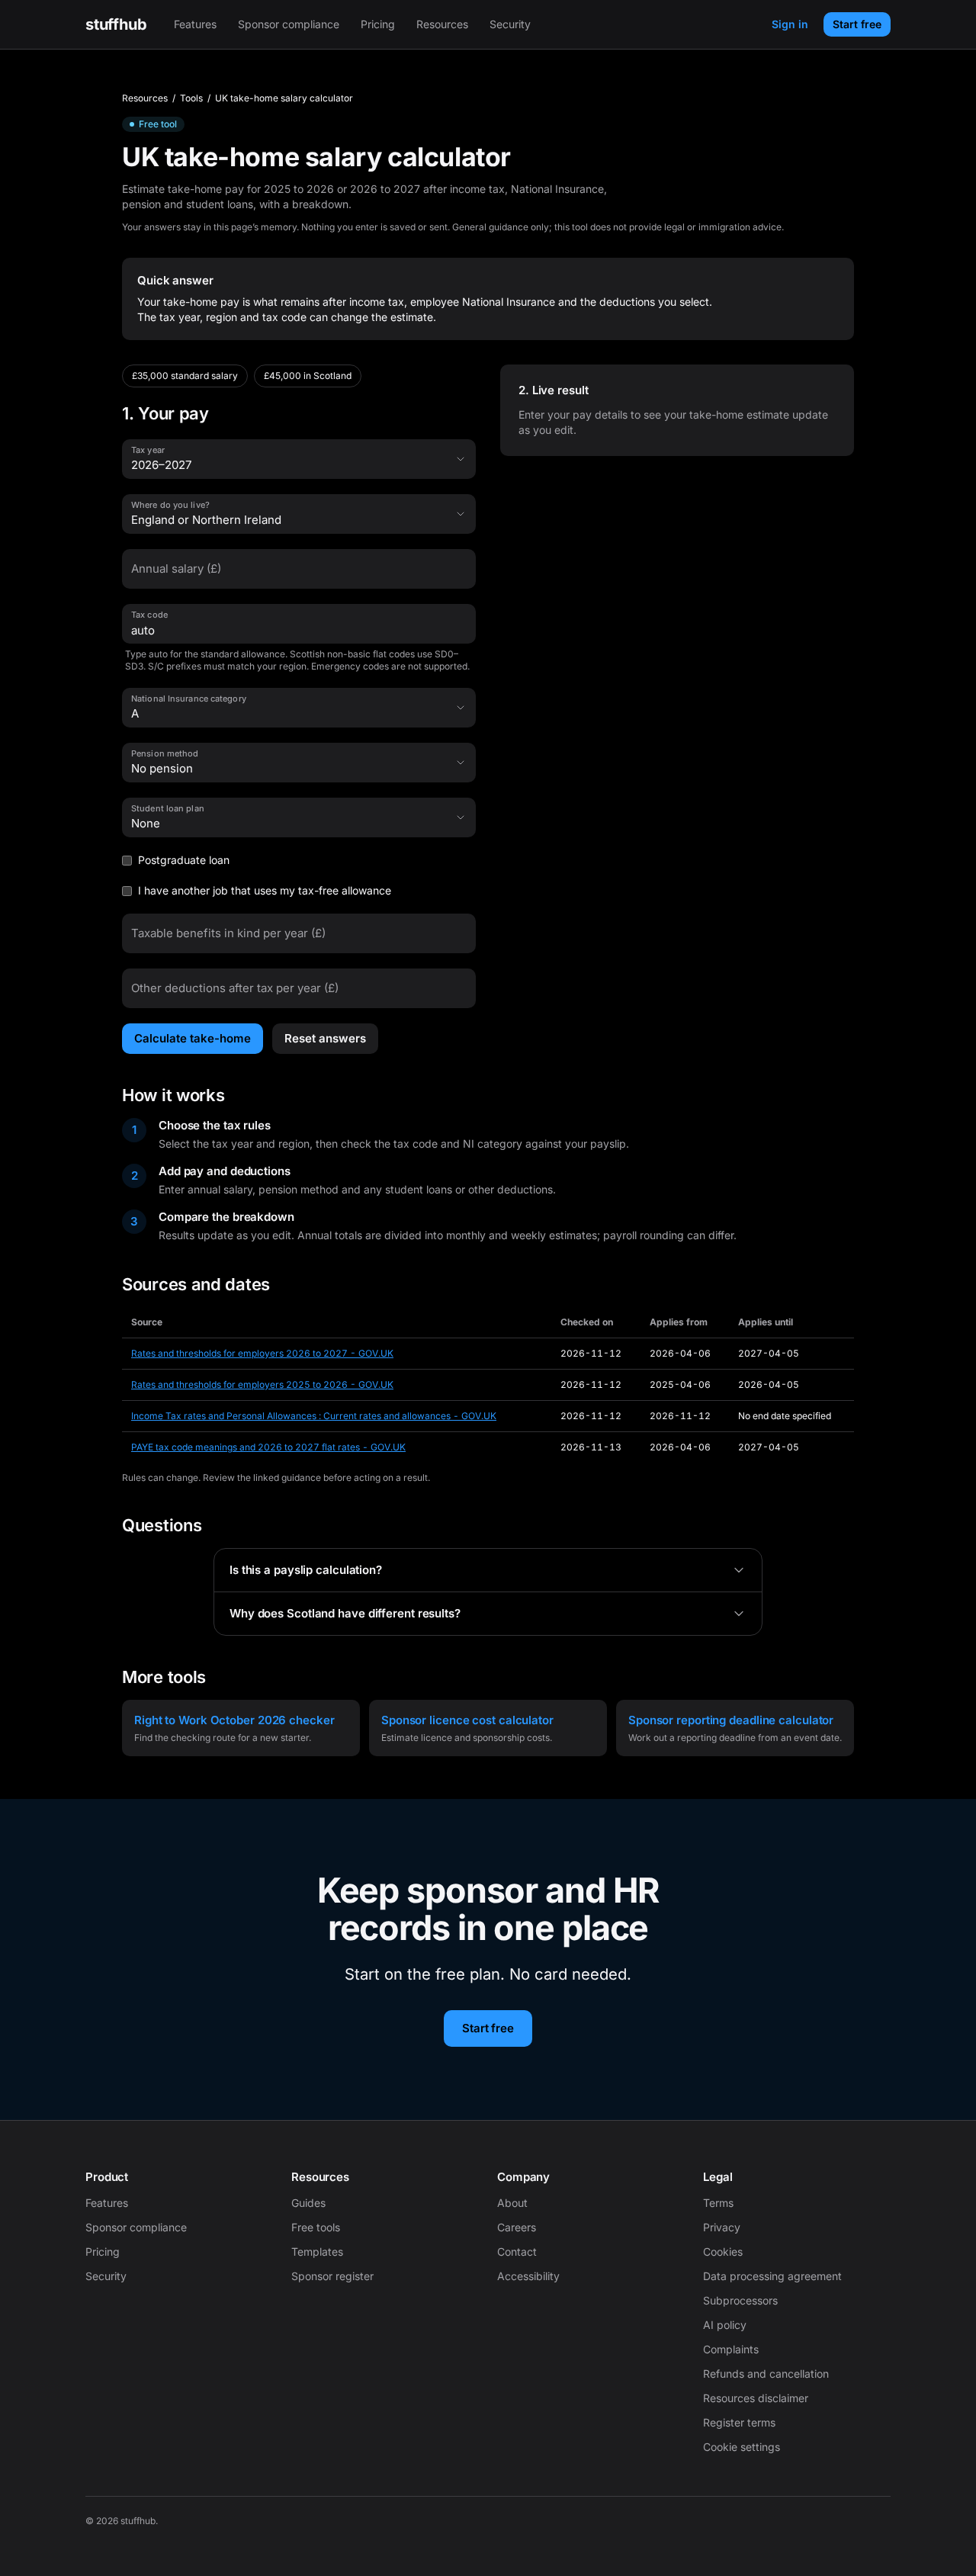 stuffhub Features Sponsor compliance Pricing Resources Security Sign in Start free
Resources / Tools / UK take-home salary calculator
Free tool
UK take-home salary calculator
Estimate take-home pay for 2025 to 2026 or 2026 to 2027 after income tax, National Insurance,
pension and student loans, with a breakdown.
Your answers stay in this page’s memory. Nothing you enter is saved or sent. General guidance only; this tool does not provide legal or immigration advice.
Quick answer
Your take-home pay is what remains after income tax, employee National Insurance and the deductions you select.
The tax year, region and tax code can change the estimate.
£35,000 standard salary £45,000 in Scotland
1. Your pay
Tax year
2026–2027
Where do you live?
England or Northern Ireland
Annual salary (£)
Tax code
auto
Type auto for the standard allowance. Scottish non-basic flat codes use SD0–
SD3. S/C prefixes must match your region. Emergency codes are not supported.
National Insurance category
A
Pension method
No pension
Student loan plan
None
Postgraduate loan
I have another job that uses my tax-free allowance
Taxable benefits in kind per year (£)
Other deductions after tax per year (£)
Calculate take-home Reset answers
2. Live result
Enter your pay details to see your take-home estimate update
as you edit.
How it works
1 Choose the tax rules
Select the tax year and region, then check the tax code and NI category against your payslip.
2 Add pay and deductions
Enter annual salary, pension method and any student loans or other deductions.
3 Compare the breakdown
Results update as you edit. Annual totals are divided into monthly and weekly estimates; payroll rounding can differ.
Sources and dates
Source Checked on Applies from Applies until
Rates and thresholds for employers 2026 to 2027 - GOV.UK 2026-11-12 2026-04-06 2027-04-05
Rates and thresholds for employers 2025 to 2026 - GOV.UK 2026-11-12 2025-04-06 2026-04-05
Income Tax rates and Personal Allowances : Current rates and allowances - GOV.UK 2026-11-12 2026-11-12 No end date specified
PAYE tax code meanings and 2026 to 2027 flat rates - GOV.UK 2026-11-13 2026-04-06 2027-04-05
Rules can change. Review the linked guidance before acting on a result.
Questions
Is this a payslip calculation?
Why does Scotland have different results?
More tools
Right to Work October 2026 checker
Find the checking route for a new starter.
Sponsor licence cost calculator
Estimate licence and sponsorship costs.
Sponsor reporting deadline calculator
Work out a reporting deadline from an event date.
Keep sponsor and HR
records in one place
Start on the free plan. No card needed.
Start free
Product
Features
Sponsor compliance
Pricing
Security
Resources
Guides
Free tools
Templates
Sponsor register
Company
About
Careers
Contact
Accessibility
Legal
Terms
Privacy
Cookies
Data processing agreement
Subprocessors
AI policy
Complaints
Refunds and cancellation
Resources disclaimer
Register terms
Cookie settings
© 2026 stuffhub.